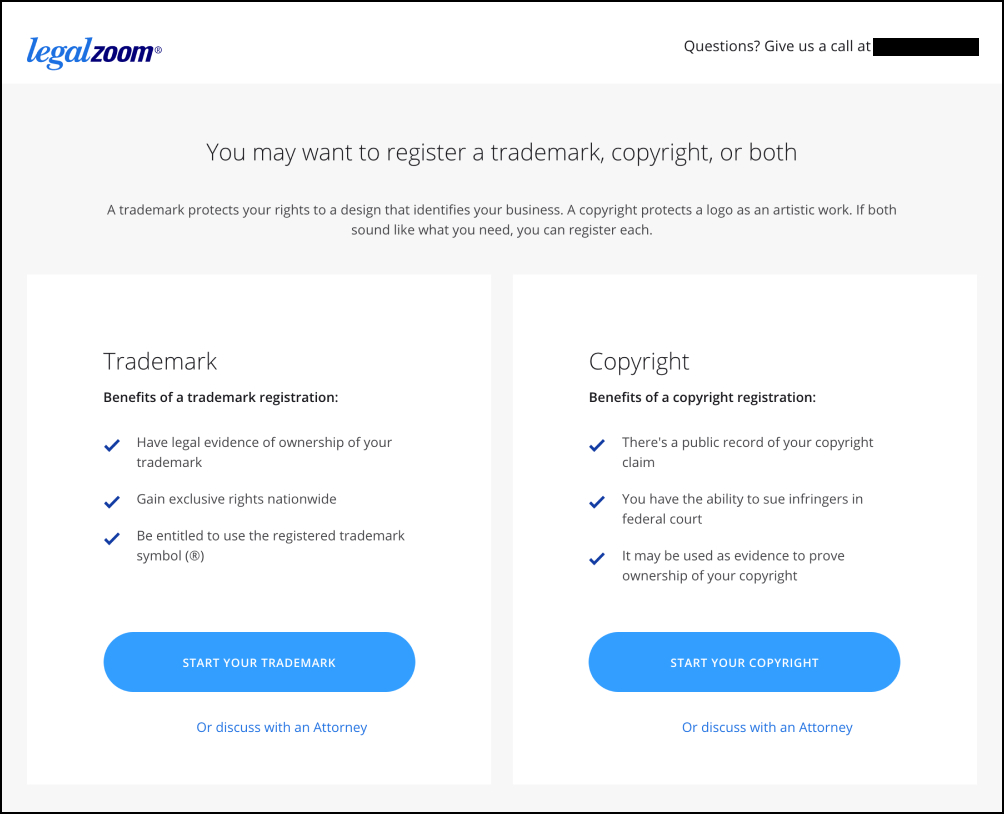 legalzoom®
Questions? Give us a call at
You may want to register a trademark, copyright, or both
A trademark protects your rights to a design that identifies your business. A copyright protects a logo as an artistic work. If both
sound like what you need, you can register each.
Trademark
Benefits of a trademark registration:
Have legal evidence of ownership of your
trademark
Gain exclusive rights nationwide
Be entitled to use the registered trademark
symbol (®)
START YOUR TRADEMARK
Or discuss with an Attorney
Copyright
Benefits of a copyright registration:
There's a public record of your copyright
claim
You have the ability to sue infringers in
federal court
It may be used as evidence to prove
ownership of your copyright
START YOUR COPYRIGHT
Or discuss with an Attorney